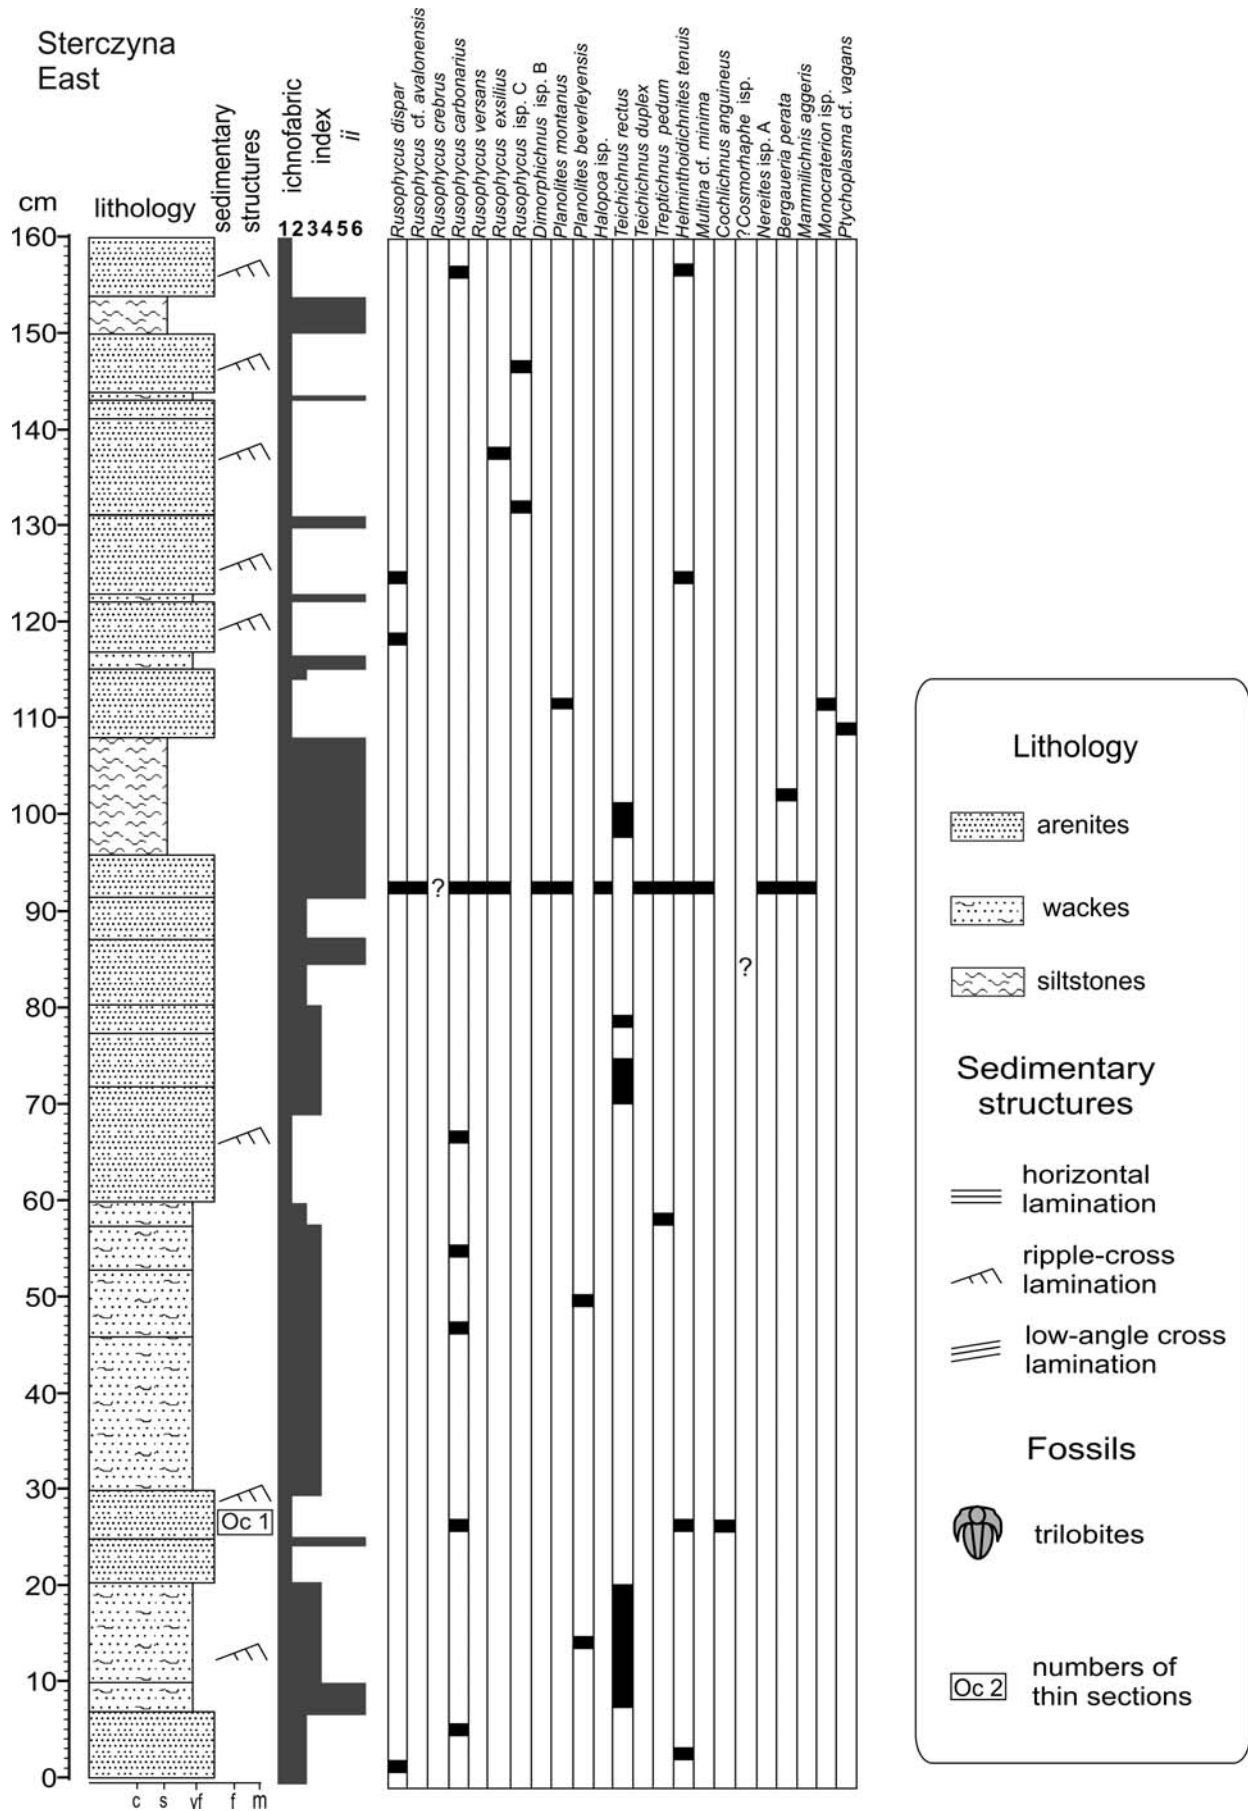 Sterczyna
East
cm
lithology
sedimentary
structures
ichnofabric
index
ii
1 2 3 4 5 6
Rusophycus dispar
Rusophycus cf. avalonensis
Rusophycus crebrus
Rusophycus carbonarius
Rusophycus versans
Rusophycus exsilius
Rusophycus isp. C
Dimorphichnus isp. B
Planolites montanus
Planolites beverleyensis
Halopoa isp.
Teichichnus rectus
Teichichnus duplex
Treptichnus pedum
Helminthoidichnites tenuis
Multina cf. minima
Cochlichnus anguineus
?Cosmorhaphe isp.
Nereites isp. A
Bergaueria perata
Mammillichnis aggeris
Monocraterion isp.
Ptychoplasma cf. vagans
160
150
140
130
120
110
100
90
80
70
60
50
40
30
20
10
0
?
?
Oc 1
c s vf f m
Lithology
arenites
wackes
siltstones
Sedimentary
structures
horizontal
lamination
ripple-cross
lamination
low-angle cross
lamination
Fossils
trilobites
Oc 2
numbers of
thin sections